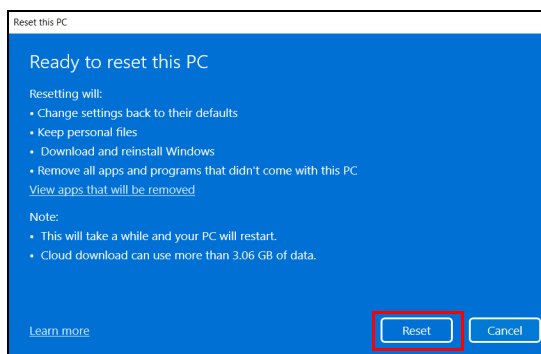 Reset this PC
Ready to reset this PC
Resetting will:
• Change settings back to their defaults
• Keep personal files
• Download and reinstall Windows
• Remove all apps and programs that didn't come with this PC
View apps that will be removed
Note:
• This will take a while and your PC will restart.
• Cloud download can use more than 3.06 GB of data.
Learn more
Reset
Cancel